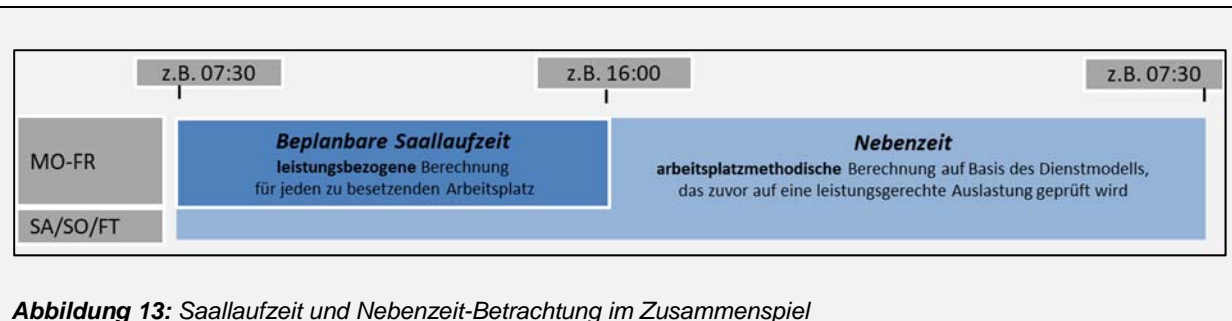 z.B. 07:30
z.B. 16:00
z.B. 07:30
MO-FR
Beplanbare Saallaufzeit
leistungsbezogene Berechnung
für jeden zu besetzenden Arbeitsplatz
Nebenzeit
arbeitsplatzmethodische Berechnung auf Basis des Dienstmodells,
das zuvor auf eine leistungsgerechte Auslastung geprüft wird
SA/SO/FT
Abbildung 13: Saallaufzeit und Nebenzeit-Betrachtung im Zusammenspiel